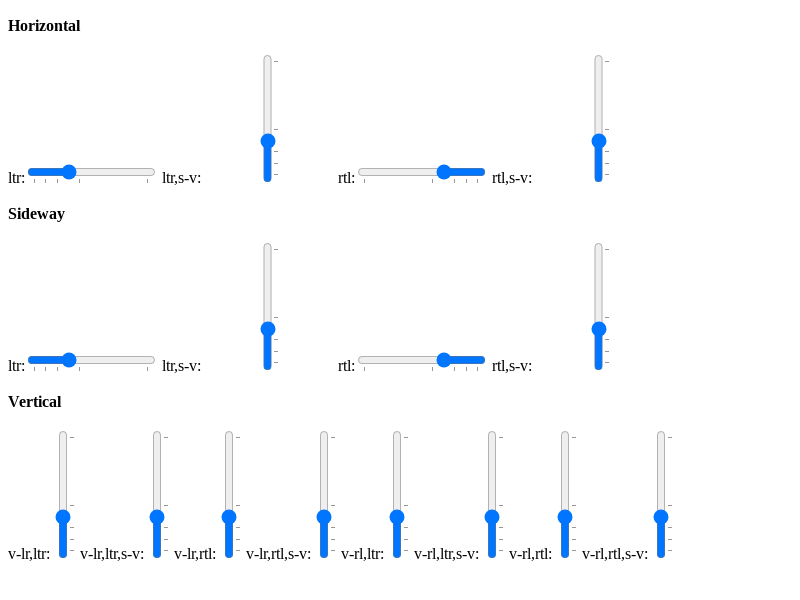 Horizontal
ltr: ltr,s-v: rtl: rtl,s-v:
Sideway
ltr: ltr,s-v: rtl: rtl,s-v:
Vertical
v-lr,ltr: v-lr,ltr,s-v: v-lr,rtl: v-lr,rtl,s-v: v-rl,ltr: v-rl,ltr,s-v: v-rl,rtl: v-rl,rtl,s-v: